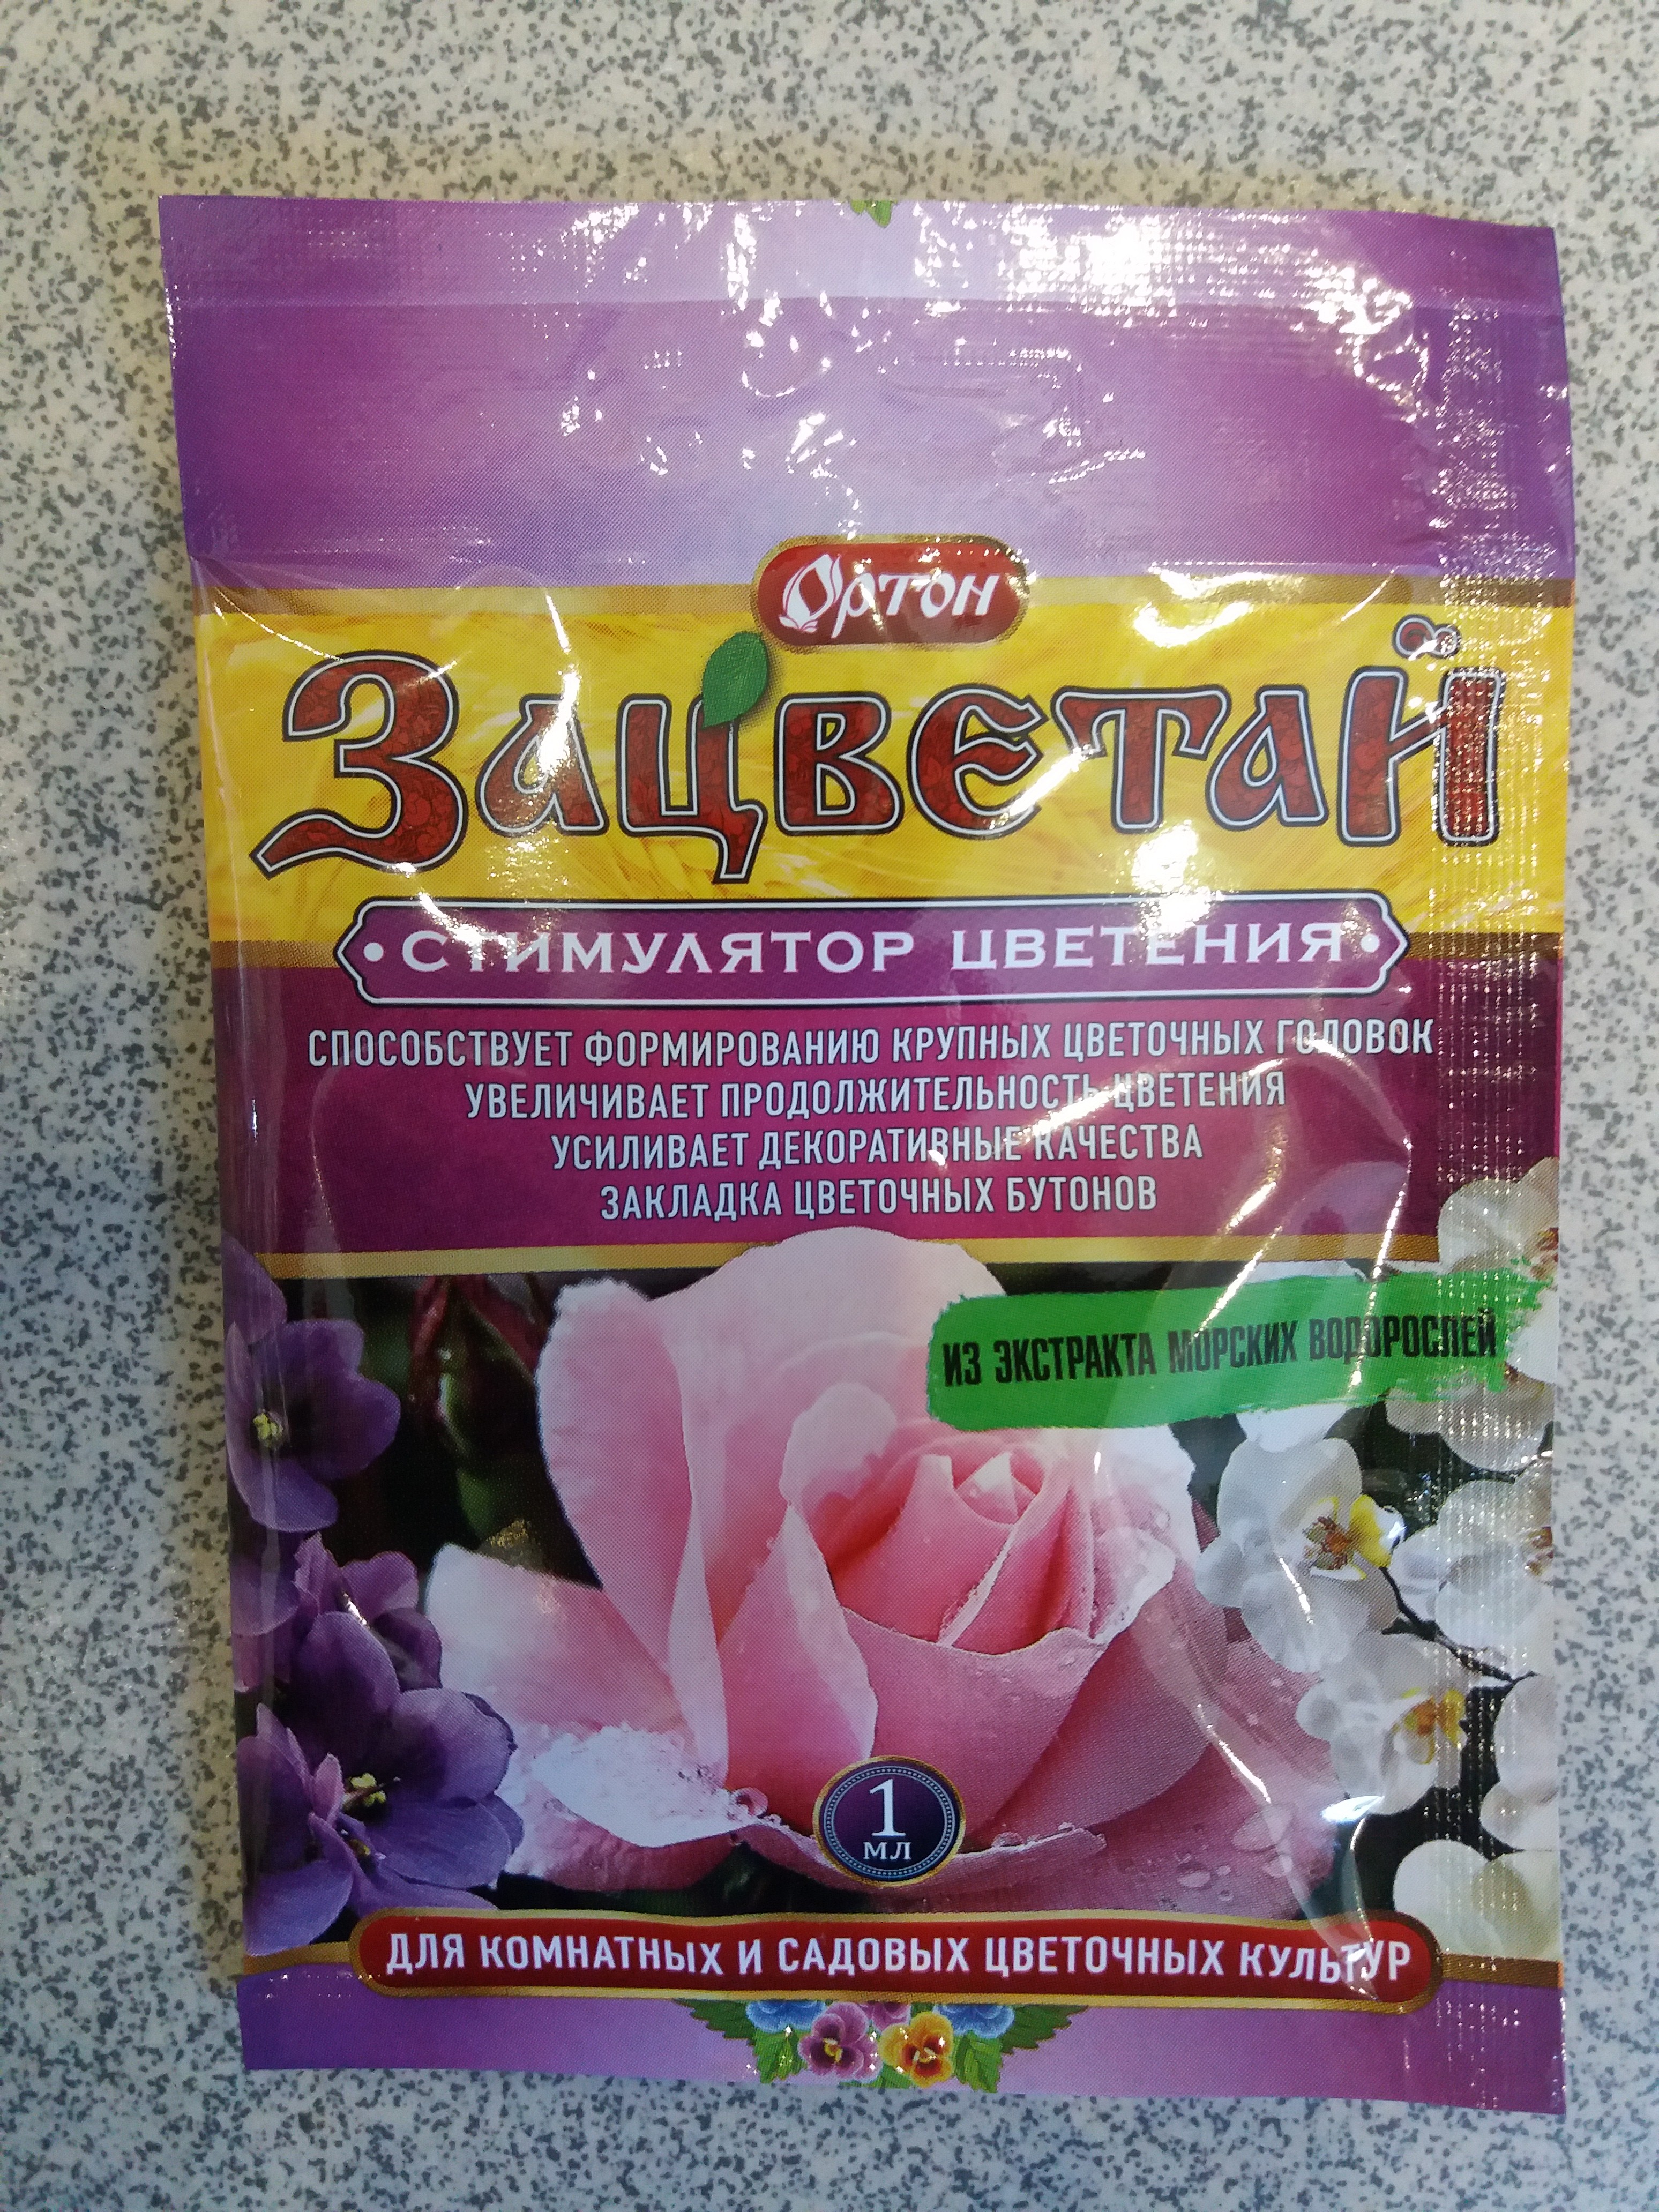 Ортон
Зацветай
• СТИМУЛЯТОР ЦВЕТЕНИЯ •
СПОСОБСТВУЕТ ФОРМИРОВАНИЮ КРУПНЫХ ЦВЕТОЧНЫХ ГОЛОВОК
УВЕЛИЧИВАЕТ ПРОДОЛЖИТЕЛЬНОСТЬ ЦВЕТЕНИЯ
УСИЛИВАЕТ ДЕКОРАТИВНЫЕ КАЧЕСТВА
ЗАКЛАДКА ЦВЕТОЧНЫХ БУТОНОВ
ИЗ ЭКСТРАКТА МОРСКИХ ВОДОРОСЛЕЙ
1
МЛ
ДЛЯ КОМНАТНЫХ И САДОВЫХ ЦВЕТОЧНЫХ КУЛЬТУР